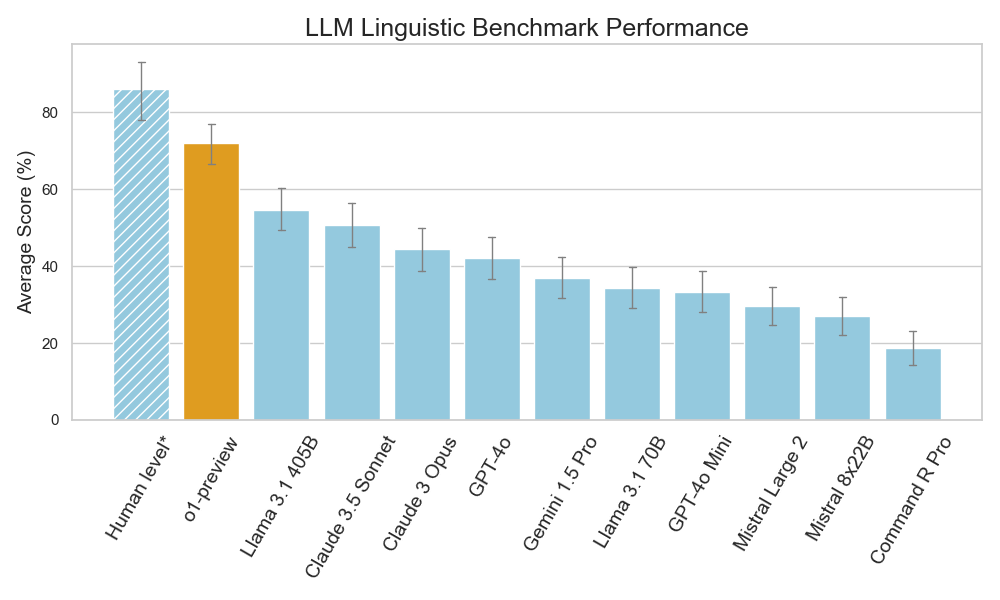 LLM Linguistic Benchmark Performance
Average Score (%)
80
60
40
20
0
Human level*
o1-preview
Llama 3.1 405B
Claude 3.5 Sonnet
Claude 3 Opus
GPT-4o
Gemini 1.5 Pro
Llama 3.1 70B
GPT-4o Mini
Mistral Large 2
Mistral 8x22B
Command R Pro